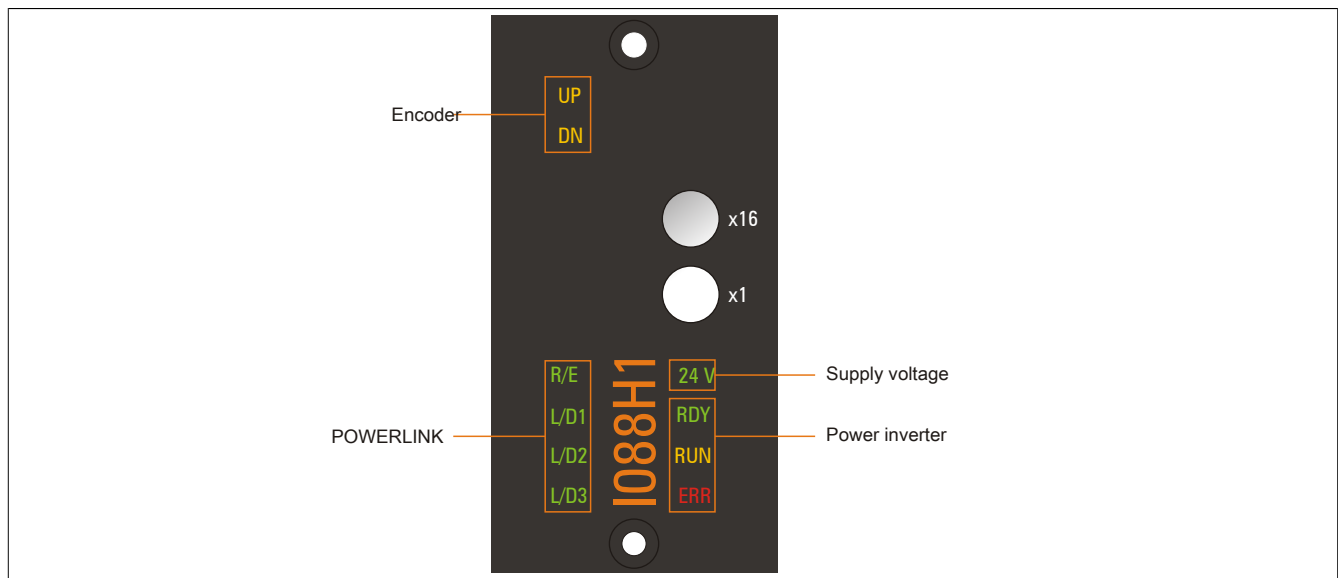 UP
Encoder
DN
x16
x1
R/E
24 V
Supply voltage
L/D1
RDY
POWERLINK
L/D2
RUN
Power inverter
L/D3
ERR
I088H1